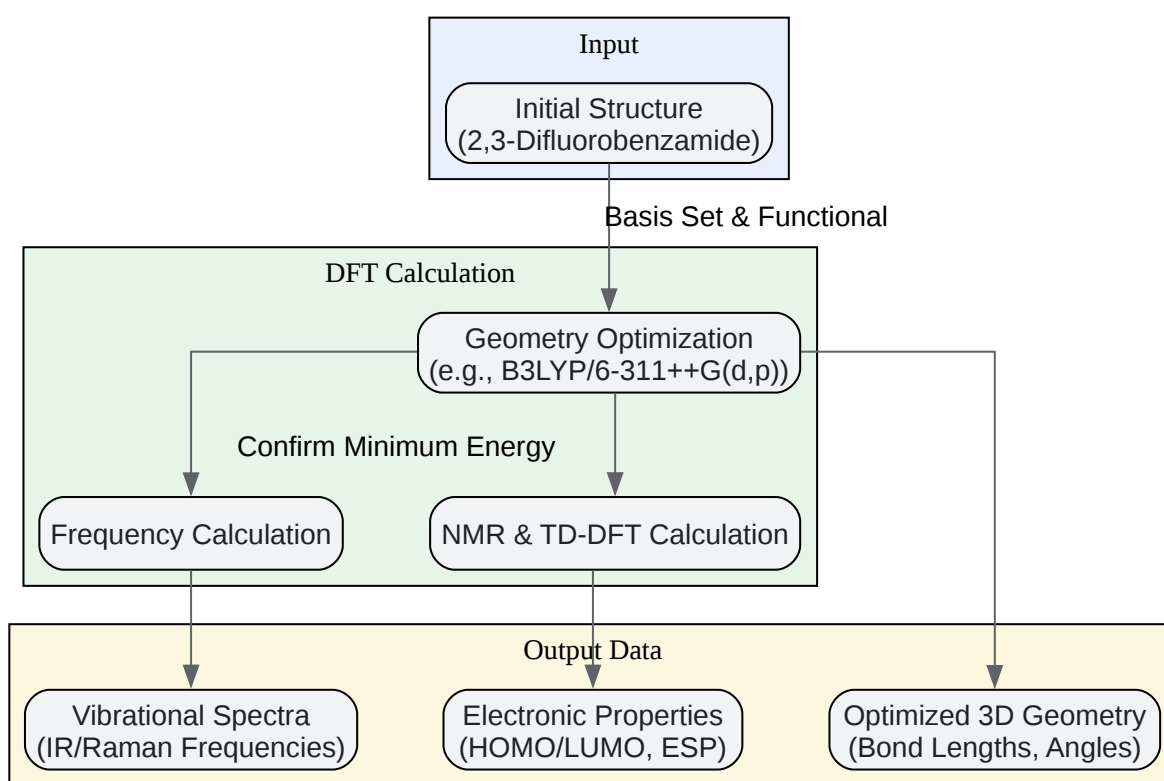 Input
Initial Structure
(2,3-Difluorobenzamide)
Basis Set & Functional
DFT Calculation
Geometry Optimization
(e.g., B3LYP/6-311++G(d,p))
Confirm Minimum Energy
Frequency Calculation
NMR & TD-DFT Calculation
Output Data
Vibrational Spectra
(IR/Raman Frequencies)
Electronic Properties
(HOMO/LUMO, ESP)
Optimized 3D Geometry
(Bond Lengths, Angles)